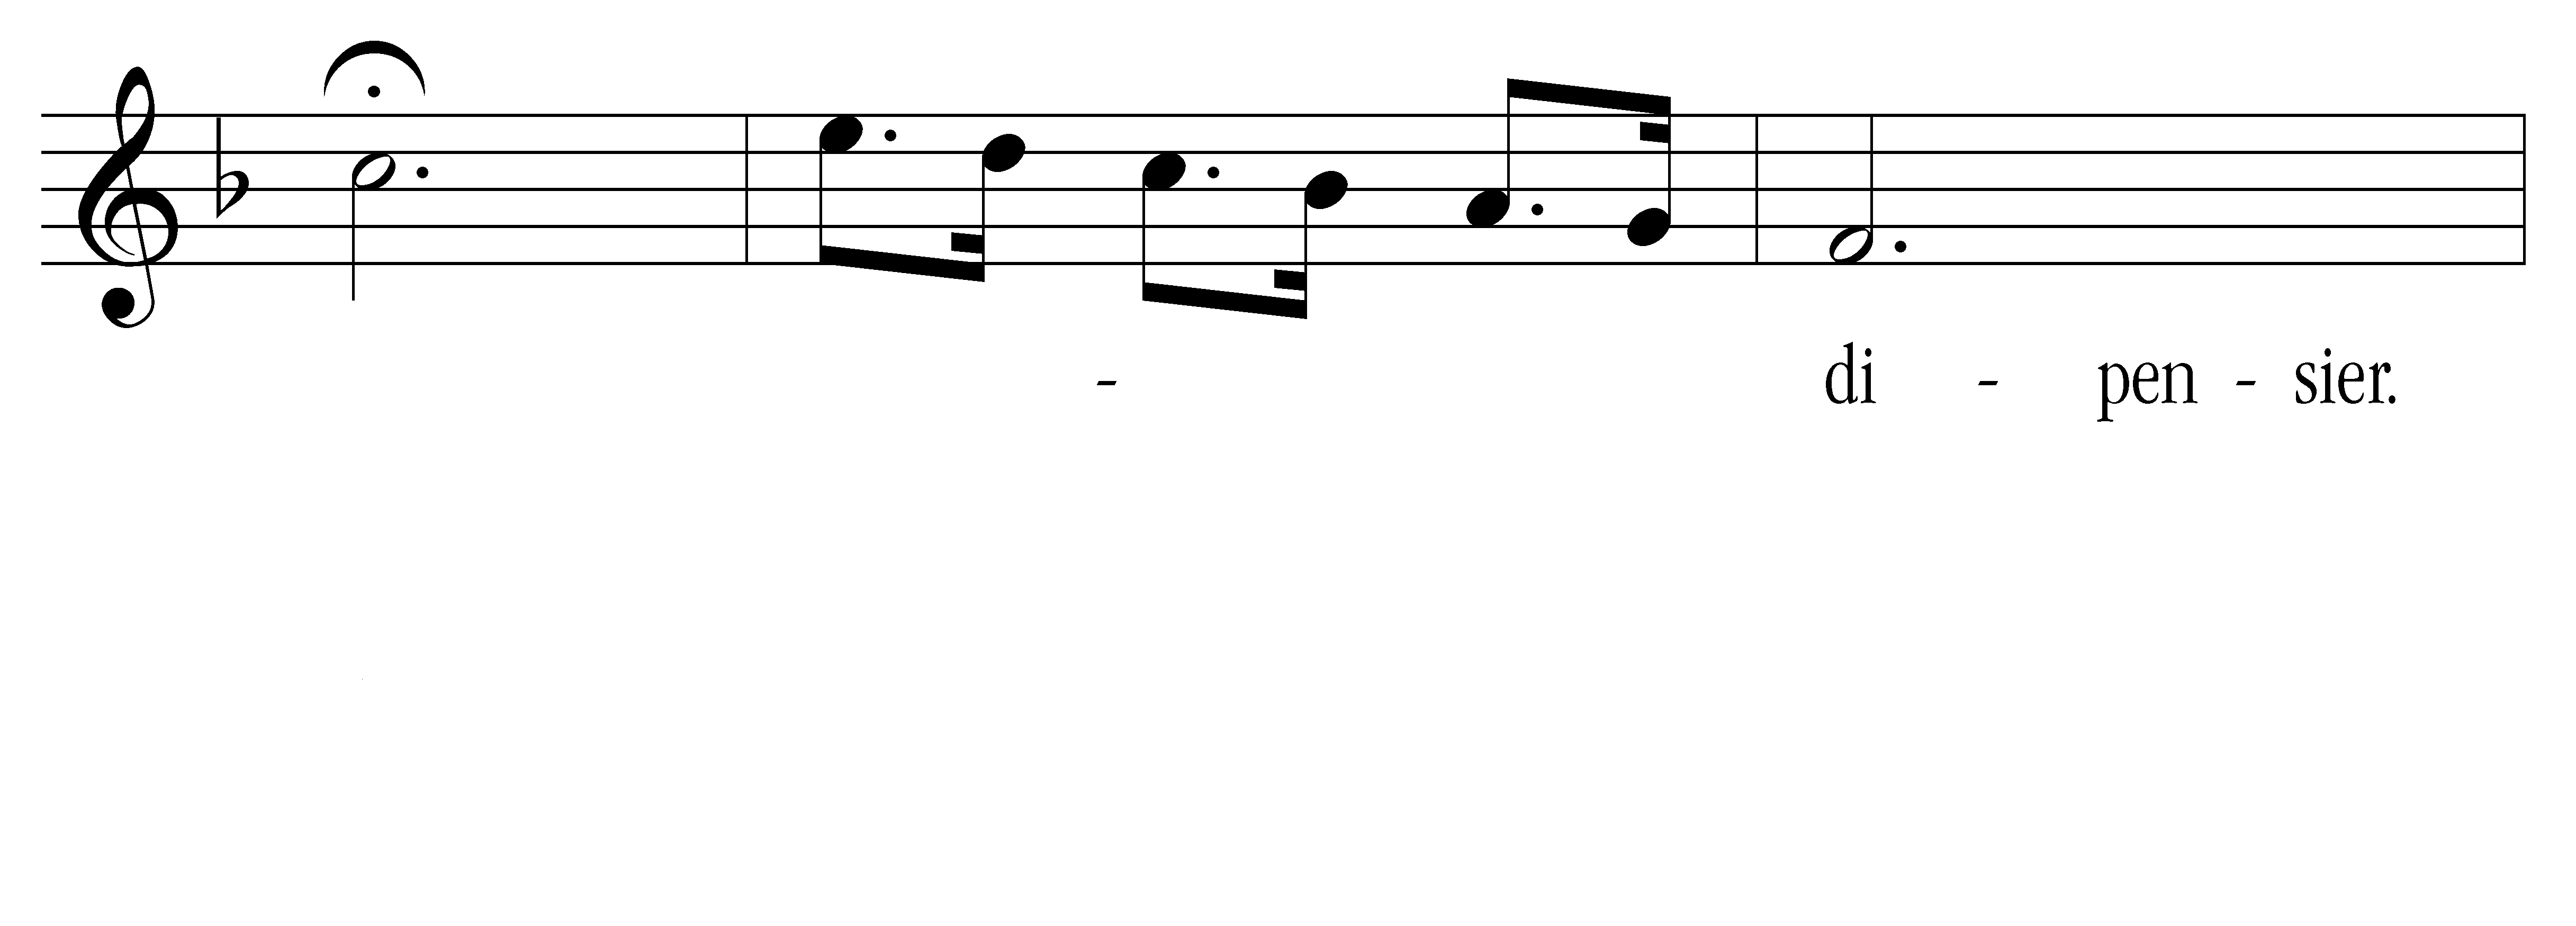 - di - pen - sier.